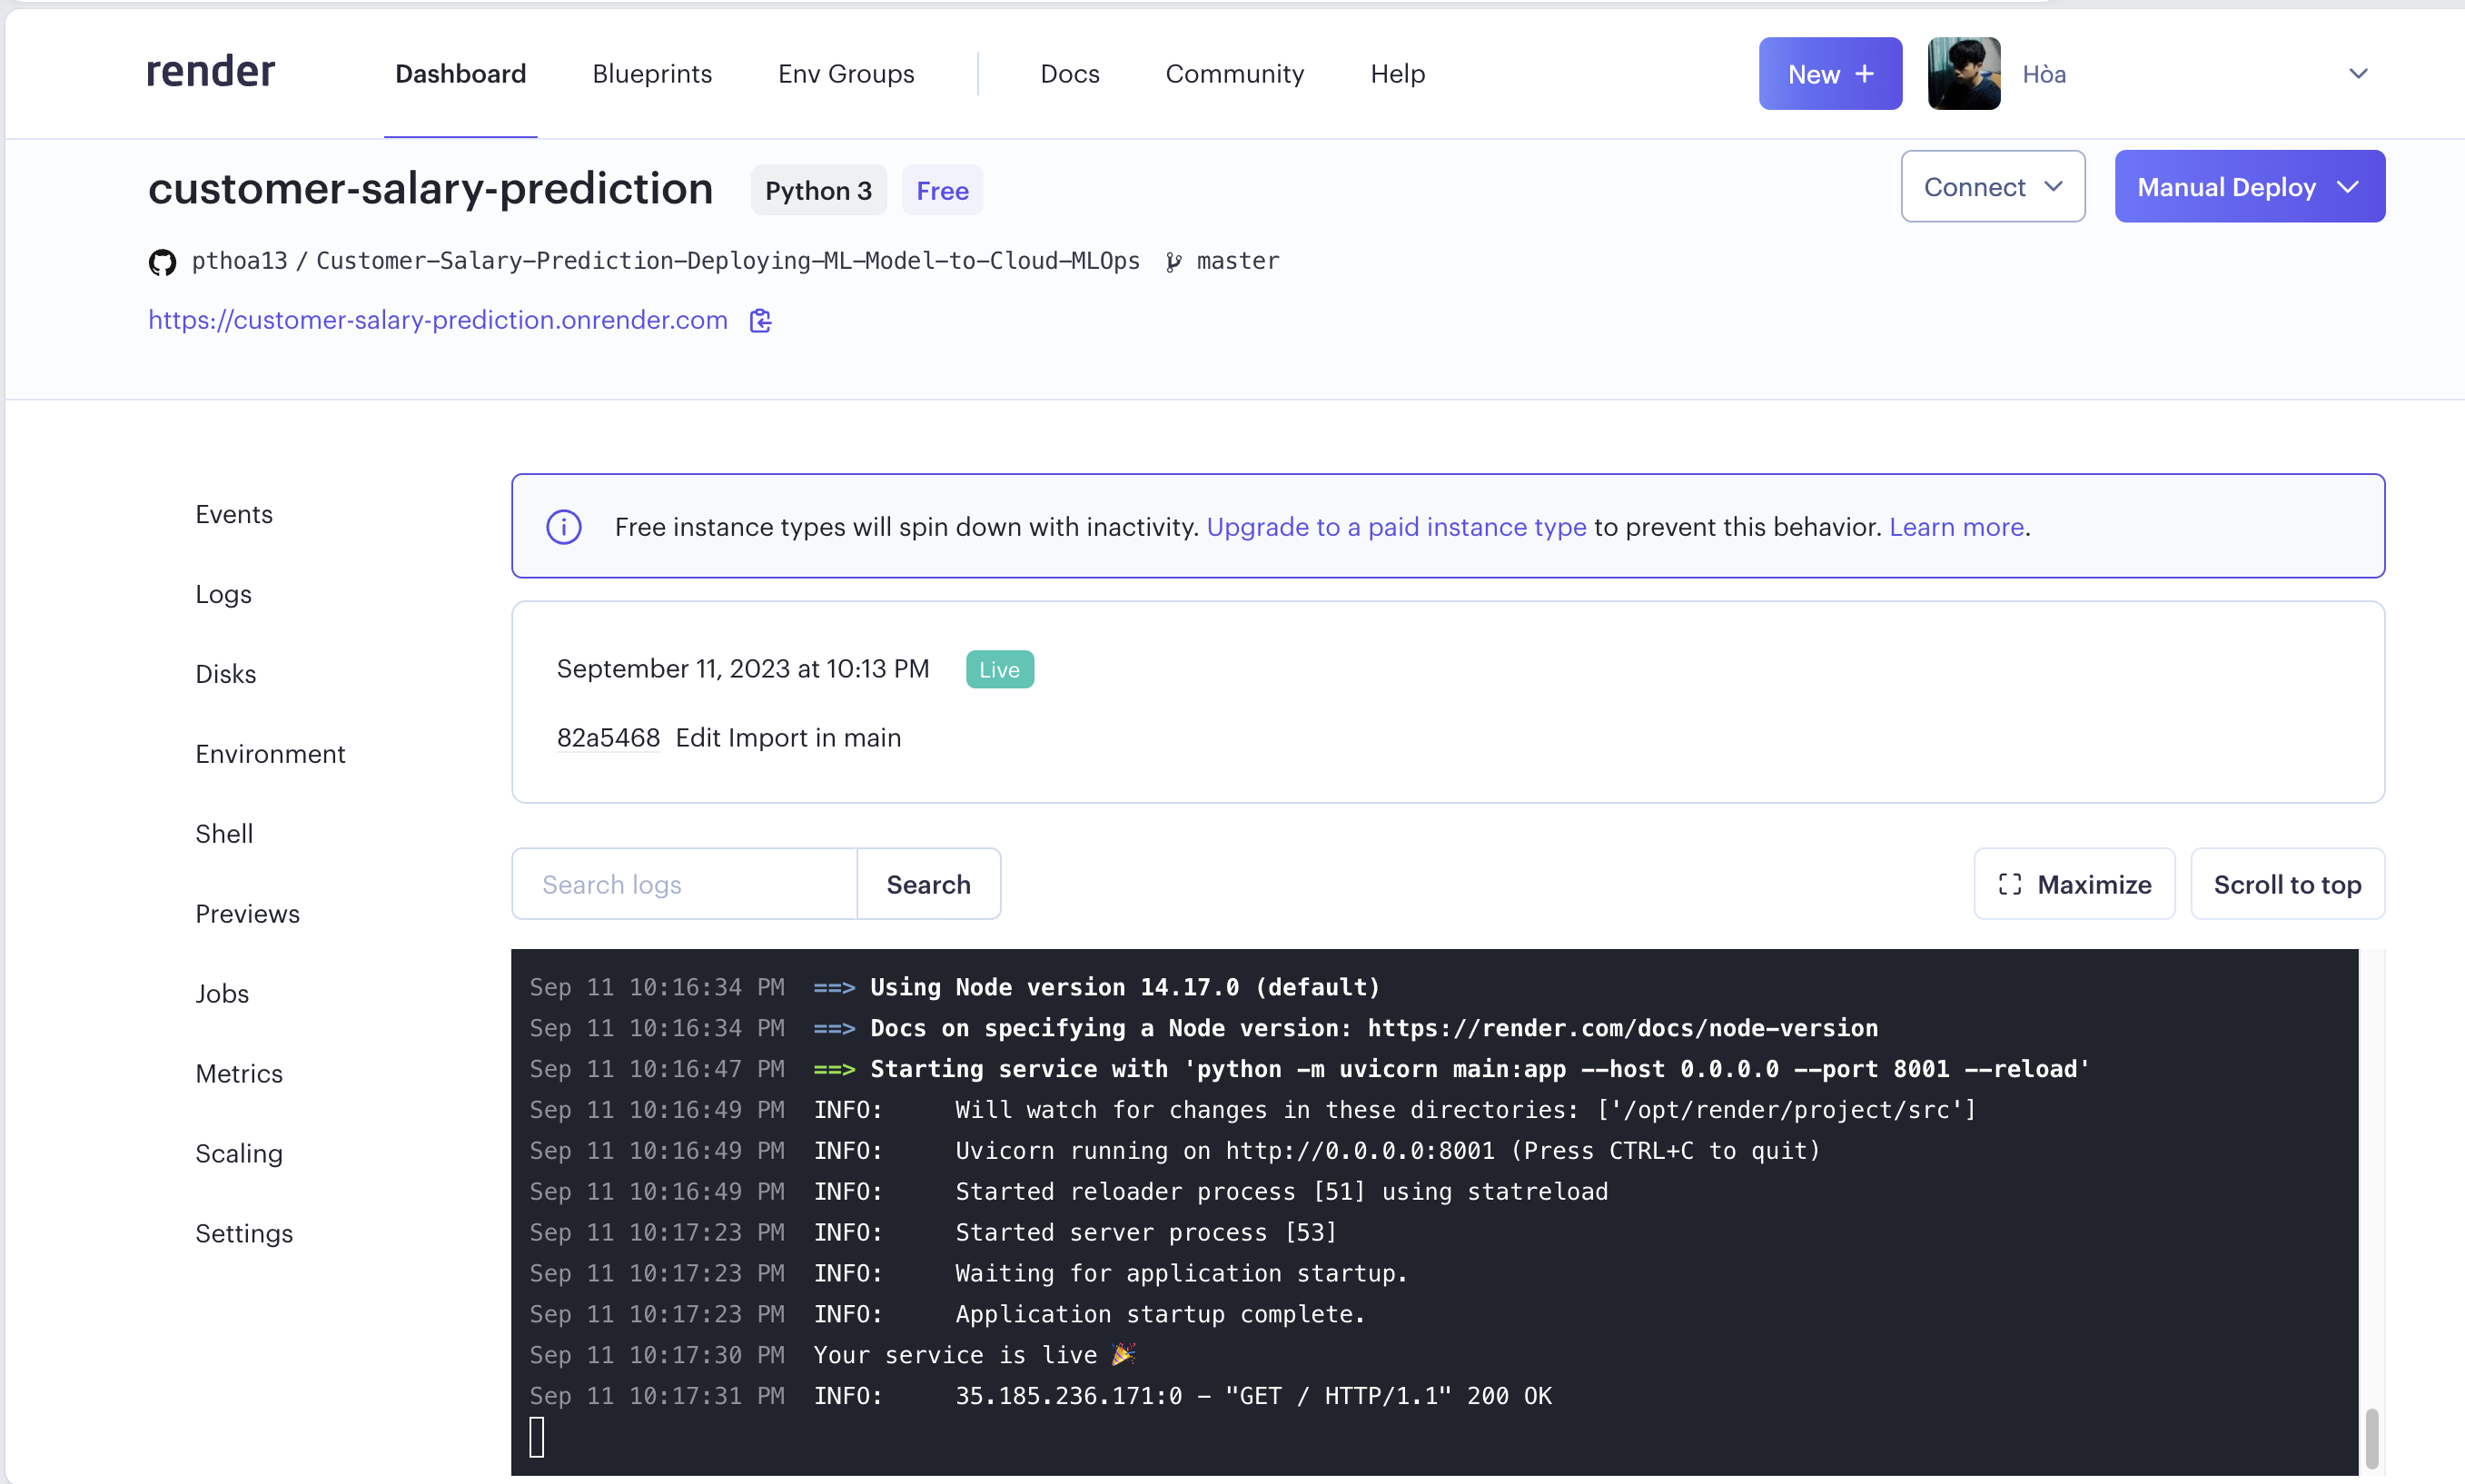 render Dashboard Blueprints Env Groups Docs Community Help New + Hòa
customer-salary-prediction Python 3 Free Connect Manual Deploy
pthoa13 / Customer-Salary-Prediction-Deploying-ML-Model-to-Cloud-MLOps master
https://customer-salary-prediction.onrender.com
Events
Logs
Disks
Environment
Shell
Previews
Jobs
Metrics
Scaling
Settings
Free instance types will spin down with inactivity. Upgrade to a paid instance type to prevent this behavior. Learn more.
September 11, 2023 at 10:13 PM Live
82a5468 Edit Import in main
Search logs Search Maximize Scroll to top
Sep 11 10:16:34 PM ==> Using Node version 14.17.0 (default)
Sep 11 10:16:34 PM ==> Docs on specifying a Node version: https://render.com/docs/node-version
Sep 11 10:16:47 PM ==> Starting service with 'python -m uvicorn main:app --host 0.0.0.0 --port 8001 --reload'
Sep 11 10:16:49 PM INFO: Will watch for changes in these directories: ['/opt/render/project/src']
Sep 11 10:16:49 PM INFO: Uvicorn running on http://0.0.0.0:8001 (Press CTRL+C to quit)
Sep 11 10:16:49 PM INFO: Started reloader process [51] using statreload
Sep 11 10:17:23 PM INFO: Started server process [53]
Sep 11 10:17:23 PM INFO: Waiting for application startup.
Sep 11 10:17:23 PM INFO: Application startup complete.
Sep 11 10:17:30 PM Your service is live 🎉
Sep 11 10:17:31 PM INFO: 35.185.236.171:0 - "GET / HTTP/1.1" 200 OK